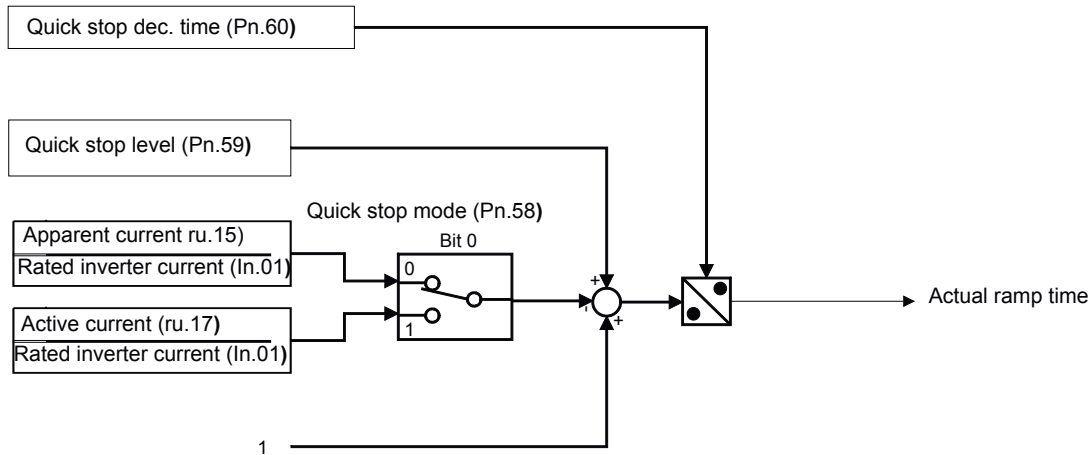 Quick stop dec. time (Pn.60)
Quick stop level (Pn.59)
Quick stop mode (Pn.58)
Apparent current ru.15)
Rated inverter current (In.01)
Bit 0
0
1
Active current (ru.17)
Rated inverter current (In.01)
+
-
+
Actual ramp time
1